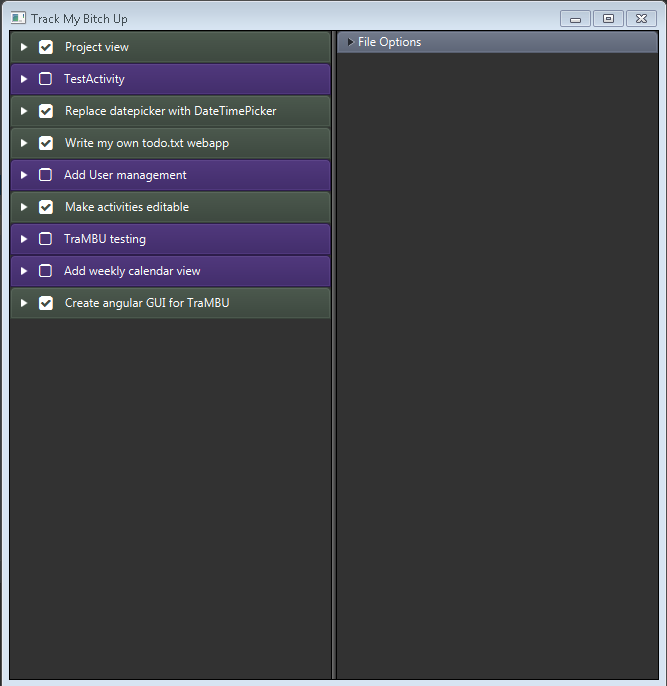 Track My Bitch Up
Project view
TestActivity
Replace datepicker with DateTimePicker
Write my own todo.txt webapp
Add User management
Make activities editable
TraMBU testing
Add weekly calendar view
Create angular GUI for TraMBU
File Options